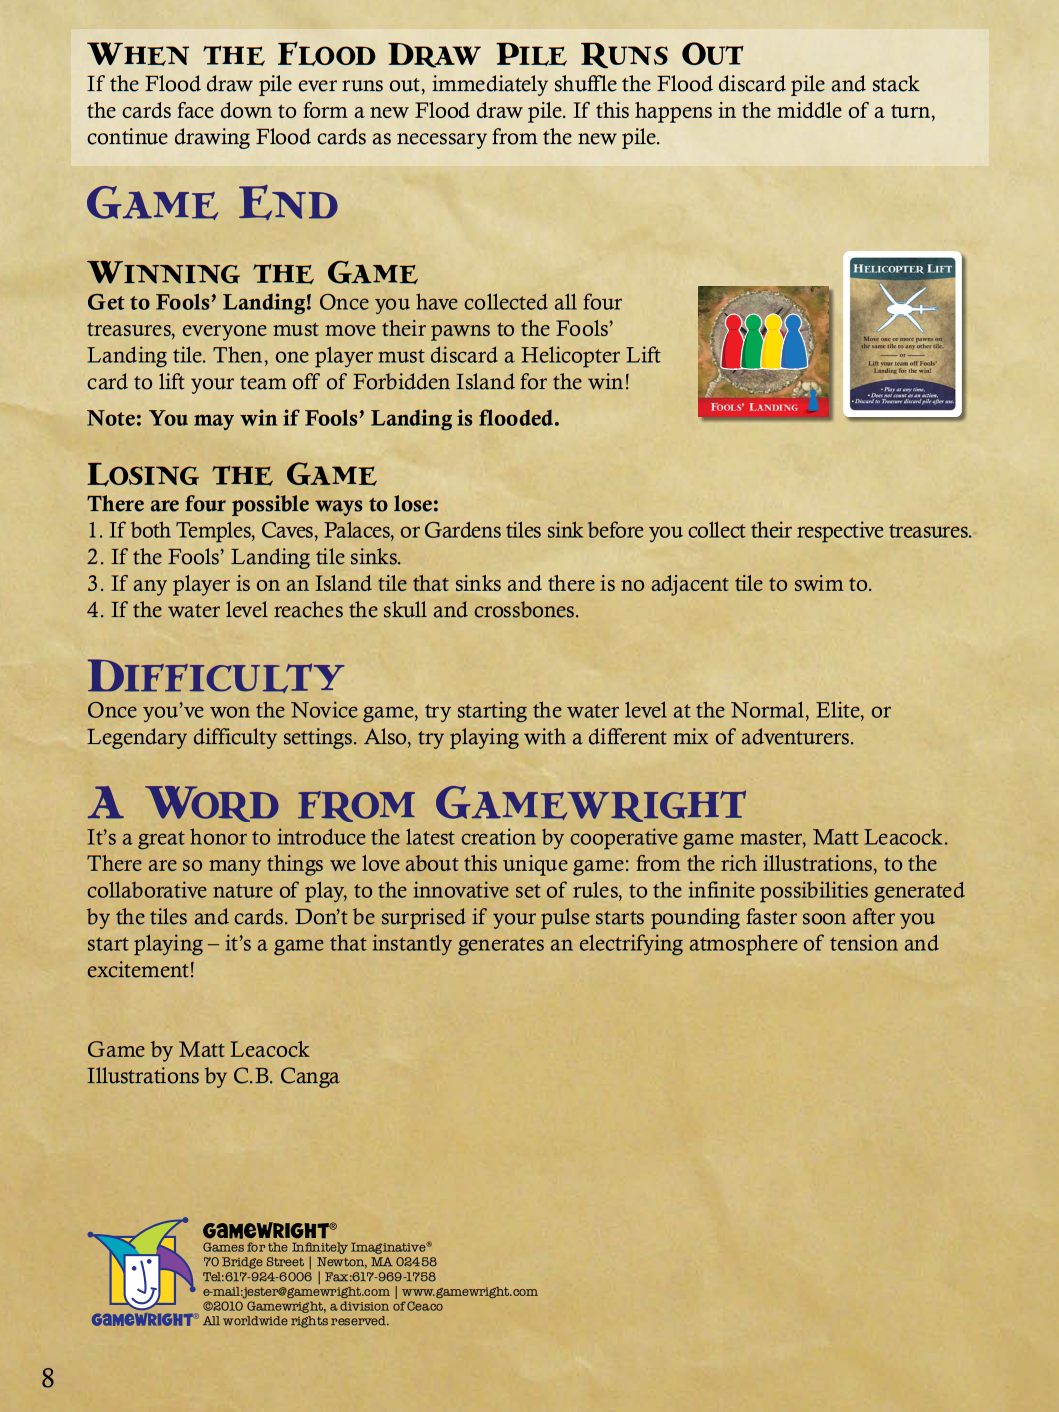 When the Flood Draw Pile Runs Out
If the Flood draw pile ever runs out, immediately shuffle the Flood discard pile and stack
the cards face down to form a new Flood draw pile. If this happens in the middle of a turn,
continue drawing Flood cards as necessary from the new pile.
Game End
Winning the Game
Get to Fools’ Landing! Once you have collected all four
treasures, everyone must move their pawns to the Fools’
Landing tile. Then, one player must discard a Helicopter Lift
card to lift your team off of Forbidden Island for the win!
Note: You may win if Fools’ Landing is flooded.
Fools’ Landing
Helicopter Lift
Move one or more pawns on
the same tile to any other tile.
or
Lift your team off Fools’
Landing for the win!
• Play at any time.
• Does not count as an action.
• Discard to Treasure discard pile after use.
Losing the Game
There are four possible ways to lose:
1. If both Temples, Caves, Palaces, or Gardens tiles sink before you collect their respective treasures.
2. If the Fools’ Landing tile sinks.
3. If any player is on an Island tile that sinks and there is no adjacent tile to swim to.
4. If the water level reaches the skull and crossbones.
Difficulty
Once you’ve won the Novice game, try starting the water level at the Normal, Elite, or
Legendary difficulty settings. Also, try playing with a different mix of adventurers.
A Word from Gamewright
It’s a great honor to introduce the latest creation by cooperative game master, Matt Leacock.
There are so many things we love about this unique game: from the rich illustrations, to the
collaborative nature of play, to the innovative set of rules, to the infinite possibilities generated
by the tiles and cards. Don’t be surprised if your pulse starts pounding faster soon after you
start playing – it’s a game that instantly generates an electrifying atmosphere of tension and
excitement!
Game by Matt Leacock
Illustrations by C.B. Canga
GAMEWRIGHT®
GAMEWRIGHT®
Games for the Infinitely Imaginative®
70 Bridge Street | Newton, MA 02458
Tel:617-924-6006 | Fax:617-969-1758
e-mail:jester@gamewright.com | www.gamewright.com
©2010 Gamewright, a division of Ceaco
All worldwide rights reserved.
8